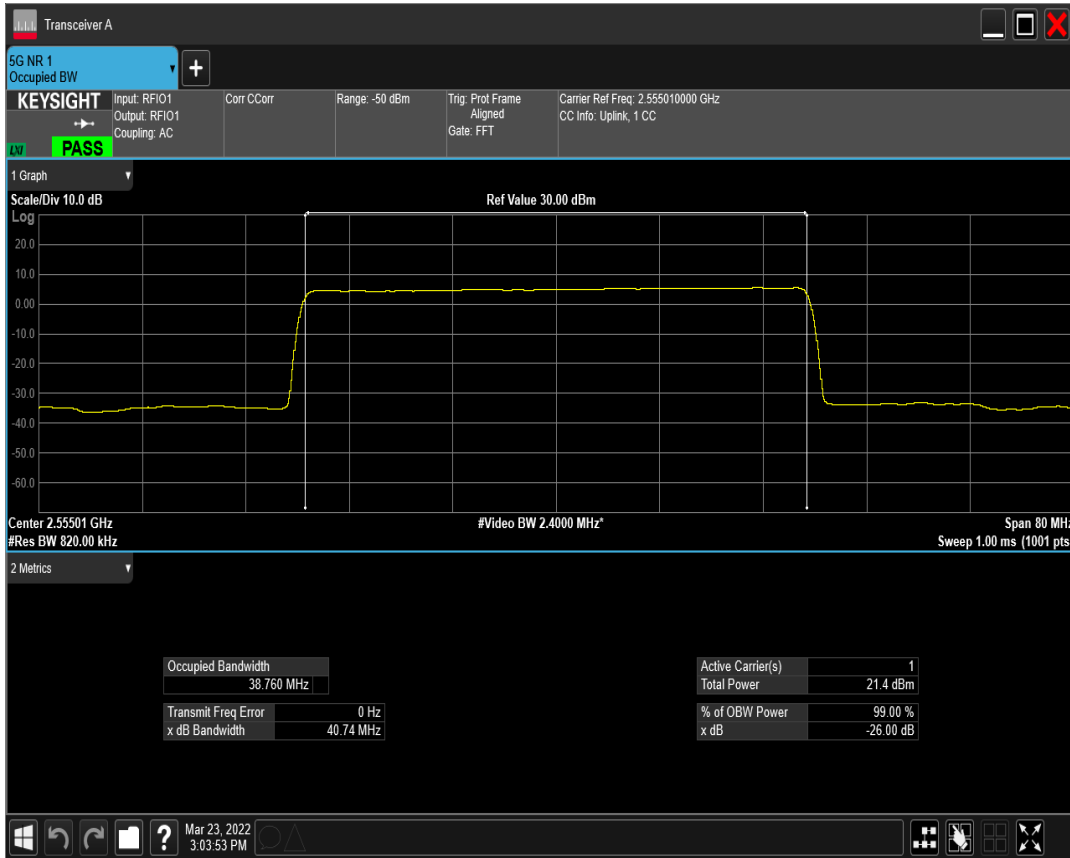 Transceiver A
5G NR 1
Occupied BW
KEYSIGHT
LXI
PASS
Input: RFIO1
Output: RFIO1
Coupling: AC
Corr CCorr
Range: -50 dBm
Trig: Prot Frame
Aligned
Gate: FFT
Carrier Ref Freq: 2.555010000 GHz
CC Info: Uplink, 1 CC
1 Graph
Scale/Div 10.0 dB
Ref Value 30.00 dBm
Log
20.0
10.0
0.00
-10.0
-20.0
-30.0
-40.0
-50.0
-60.0
Center 2.55501 GHz
#Video BW 2.4000 MHz*
Span 80 MHz
#Res BW 820.00 kHz
Sweep 1.00 ms (1001 pts
2 Metrics
Occupied Bandwidth
38.760 MHz
Transmit Freq Error 0 Hz
x dB Bandwidth 40.74 MHz
Active Carrier(s) 1
Total Power 21.4 dBm
% of OBW Power 99.00 %
x dB -26.00 dB
?
Mar 23, 2022
3:03:53 PM